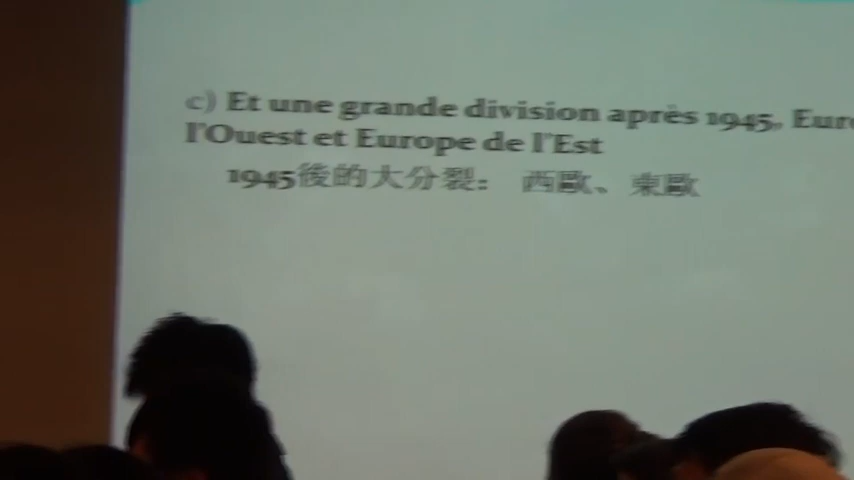 c) Et une grande division après 1945, Euro
l'Ouest et Europe de l'Est
1945後的大分裂： 西歐、東歐